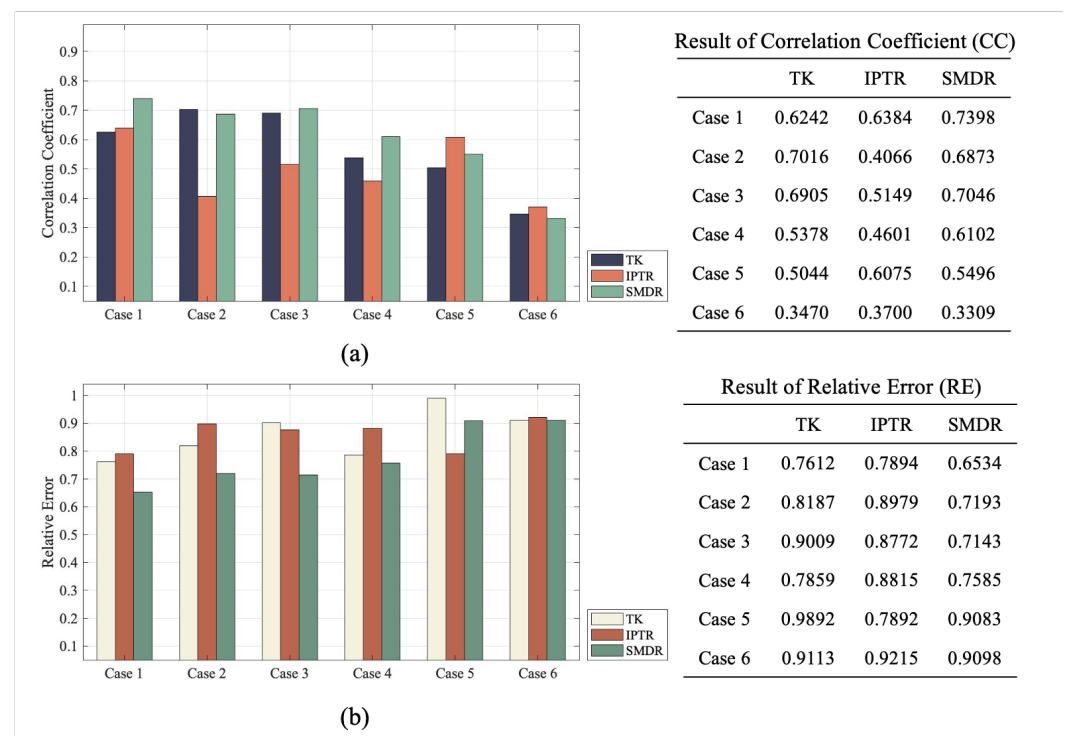 0.9
0.8
0.7
0.6
0.5
0.4
0.3
0.2
0.1
Correlation Coefficient
Case 1 Case 2 Case 3 Case 4 Case 5 Case 6
TK
IPTR
SMDR
(a)
Result of Correlation Coefficient (CC)
TK IPTR SMDR
Case 1 0.6242 0.6384 0.7398
Case 2 0.7016 0.4066 0.6873
Case 3 0.6905 0.5149 0.7046
Case 4 0.5378 0.4601 0.6102
Case 5 0.5044 0.6075 0.5496
Case 6 0.3470 0.3700 0.3309
1
0.9
0.8
0.7
0.6
0.5
0.4
0.3
0.2
0.1
Relative Error
Case 1 Case 2 Case 3 Case 4 Case 5 Case 6
TK
IPTR
SMDR
(b)
Result of Relative Error (RE)
TK IPTR SMDR
Case 1 0.7612 0.7894 0.6534
Case 2 0.8187 0.8979 0.7193
Case 3 0.9009 0.8772 0.7143
Case 4 0.7859 0.8815 0.7585
Case 5 0.9892 0.7892 0.9083
Case 6 0.9113 0.9215 0.9098